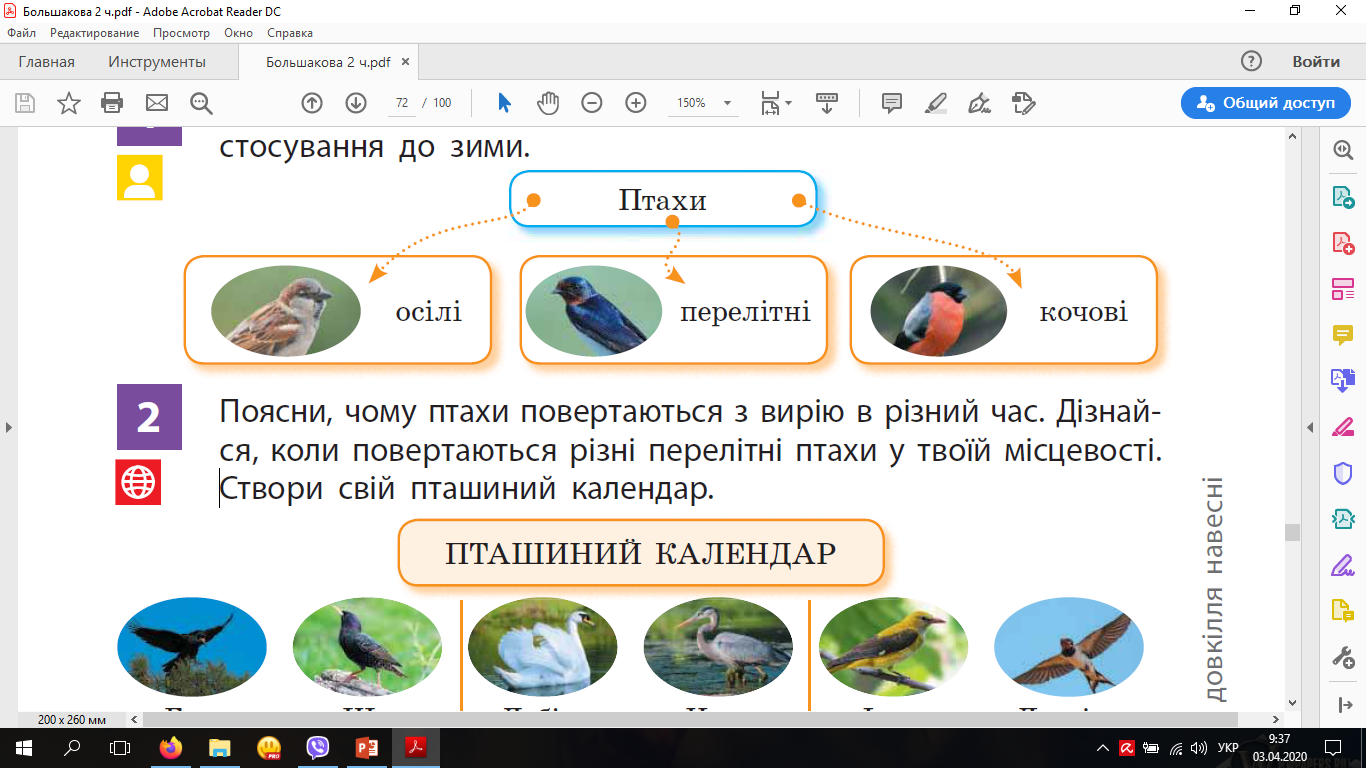 Большакова 2 ч.pdf - Adobe Acrobat Reader DC
Файл Редактирование Просмотр Окно Справка
Главная Инструменты Большакова 2 ч.pdf × Войти
72 / 100 150% Общий доступ
стосування до зими.
Птахи
осілі перелітні кочові
2
Поясни, чому птахи повертаються з вирію в різний час. Дізнай-
ся, коли повертаються різні перелітні птахи у твоїй місцевості.
Створи свій пташиний календар.
ПТАШИНИЙ КАЛЕНДАР
довкілля навесні
200 x 260 мм
УКР
9:37
03.04.2020